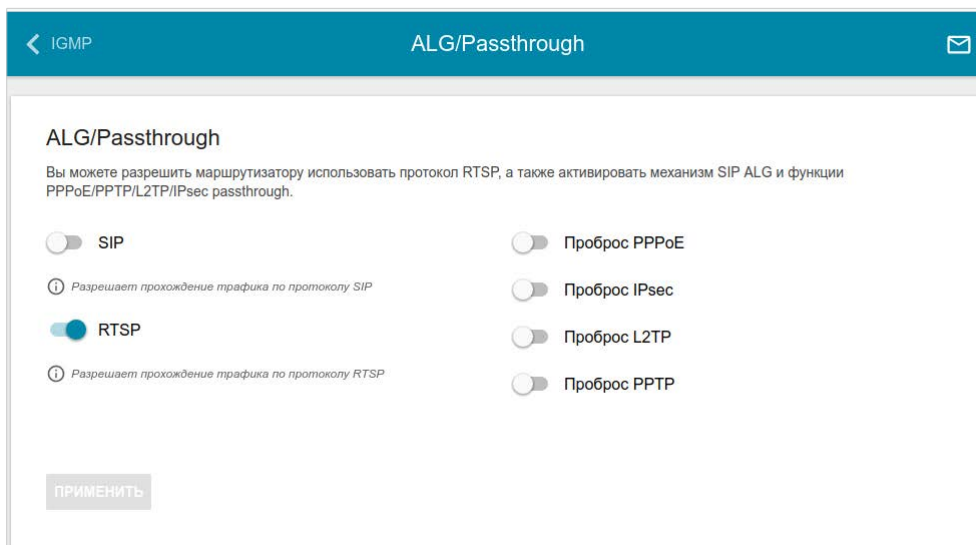 IGMP
ALG/Passthrough
ALG/Passthrough
Вы можете разрешить маршрутизатору использовать протокол RTSP, а также активировать механизм SIP ALG и функции
PPPoE/PPTP/L2TP/IPsec passthrough.
SIP
Разрешает прохождение трафика по протоколу SIP
RTSP
Разрешает прохождение трафика по протоколу RTSP
Проброс PPPoE
Проброс IPsec
Проброс L2TP
Проброс PPTP
ПРИМЕНИТЬ